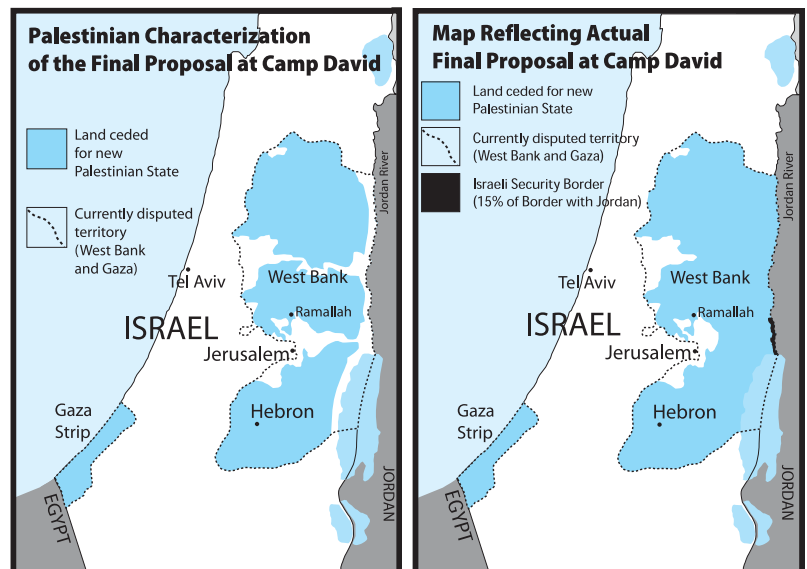 Palestinian Characterization
of the Final Proposal at Camp David
Land ceded
for new
Palestinian State
Currently disputed
territory
(West Bank
and Gaza)
Jordan River
Tel Aviv
West Bank
Ramallah
ISRAEL
Jerusalem
Gaza
Strip
Hebron
EGYPT
JORDAN
Map Reflecting Actual
Final Proposal at Camp David
Land ceded for new
Palestinian State
Currently disputed territory
(West Bank and Gaza)
Israeli Security Border
(15% of Border with Jordan)
Jordan River
Tel Aviv
West Bank
Ramallah
ISRAEL
Jerusalem
Gaza
Strip
Hebron
EGYPT
JORDAN